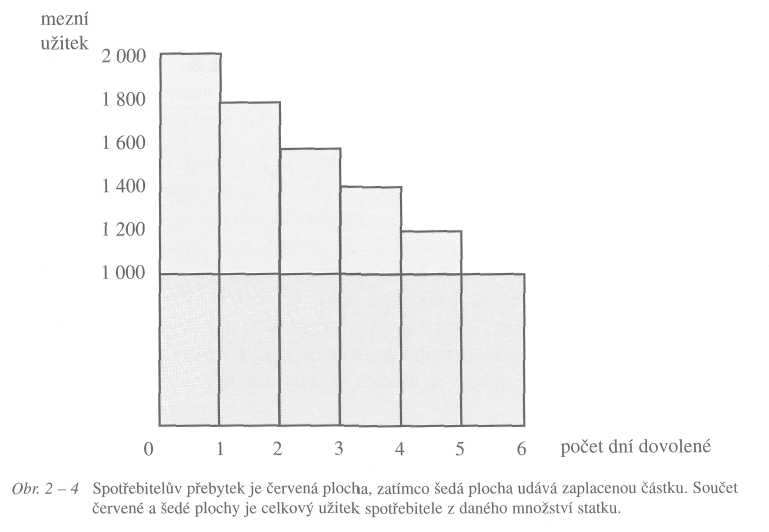 mezní
užitek
2 000
1 800
1 600
1 400
1 200
1 000
0 1 2 3 4 5 6 počet dní dovolené
Obr. 2 – 4 Spotřebitelův přebytek je červená plocha, zatímco šedá plocha udává zaplacenou částku. Součet
červené a šedé plochy je celkový užitek spotřebitele z daného množství statku.